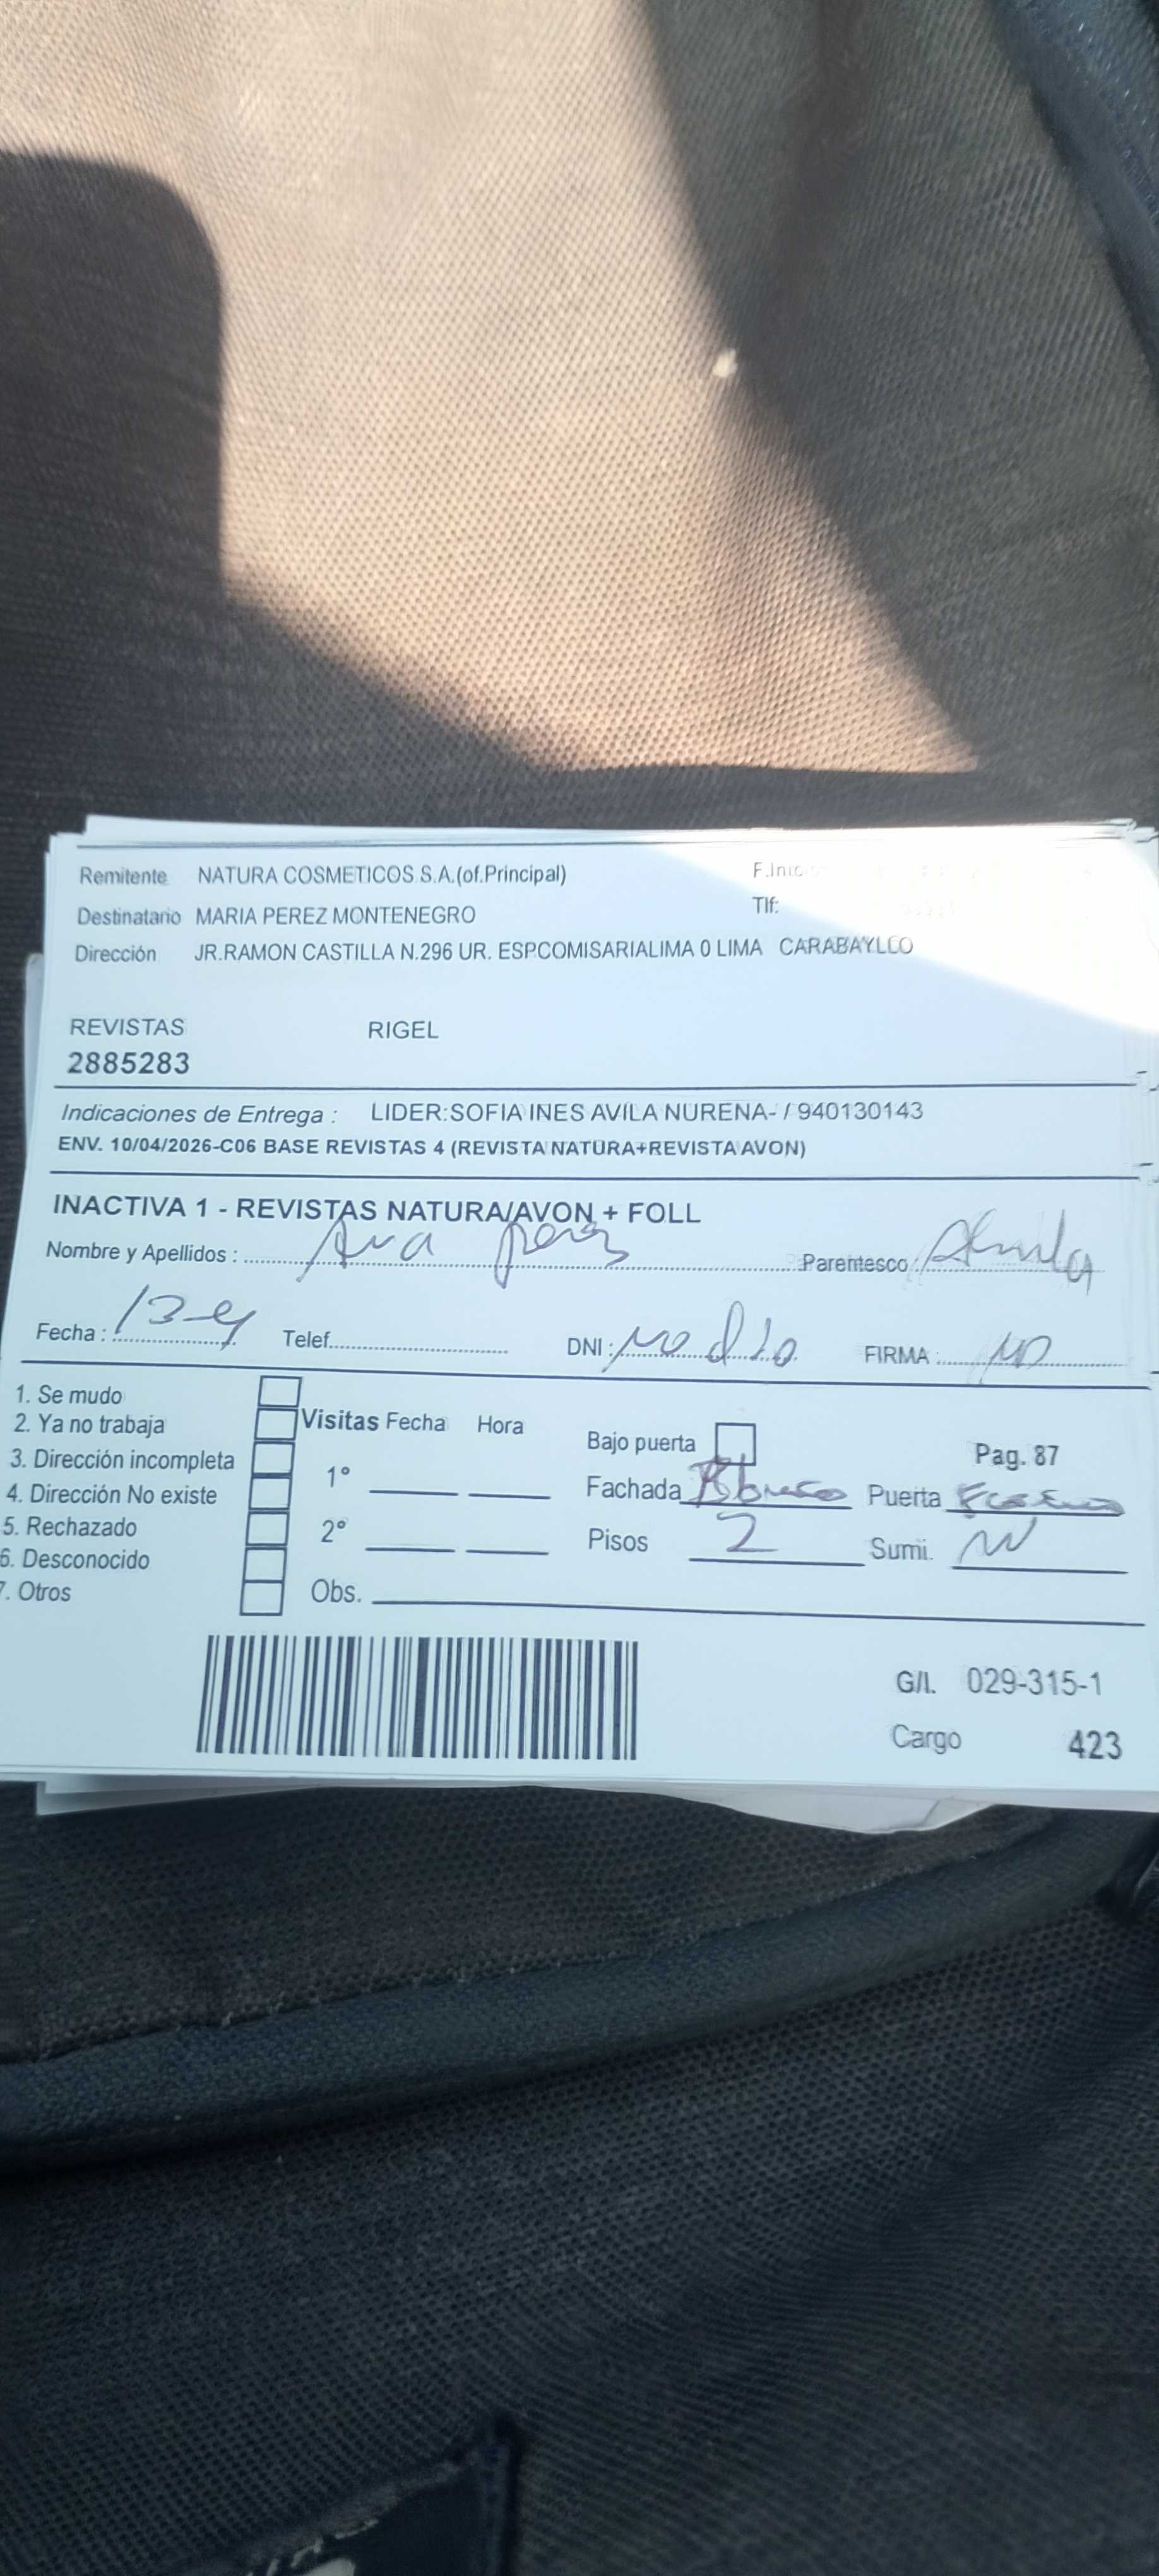 Remitente NATURA COSMETICOS S.A.(of.Principal) F.Inic
Destinatario MARIA PEREZ MONTENEGRO Tlf:
Dirección JR.RAMON CASTILLA N.296 UR. ESPCOMISARIALIMA 0 LIMA CARABAYLLO
REVISTAS RIGEL
2885283
Indicaciones de Entrega : LIDER:SOFIA INES AVILA NURENA- / 940130143
ENV. 10/04/2026-C06 BASE REVISTAS 4 (REVISTA NATURA+REVISTA AVON)
INACTIVA 1 - REVISTAS NATURA/AVON + FOLL
Nombre y Apellidos : Ana perez Parentesco :
Fecha : 13-4 Telef. DNI : no dio FIRMA :
1. Se mudo
2. Ya no trabaja Visitas Fecha Hora Bajo puerta Pag. 87
3. Dirección incompleta 1° Fachada Puerta
4. Dirección No existe
5. Rechazado 2° Pisos 2 Sumi.
6. Desconocido
7. Otros Obs.
G/I. 029-315-1
Cargo 423